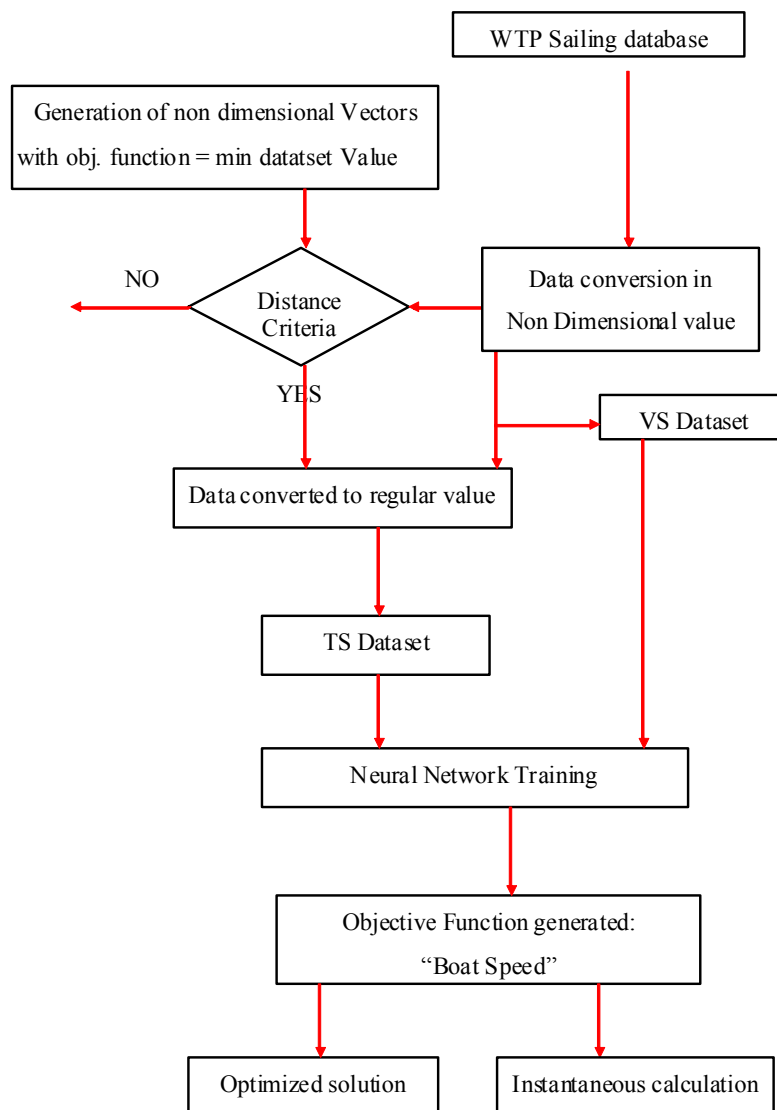 WTP Sailing database
Generation of non dimensional Vectors
with obj. function = min datatset Value
NO
Distance
Criteria
Data conversion in
Non Dimensional value
YES
VS Dataset
Data converted to regular value
TS Dataset
Neural Network Training
Objective Function generated:
“Boat Speed”
Optimized solution
Instantaneous calculation